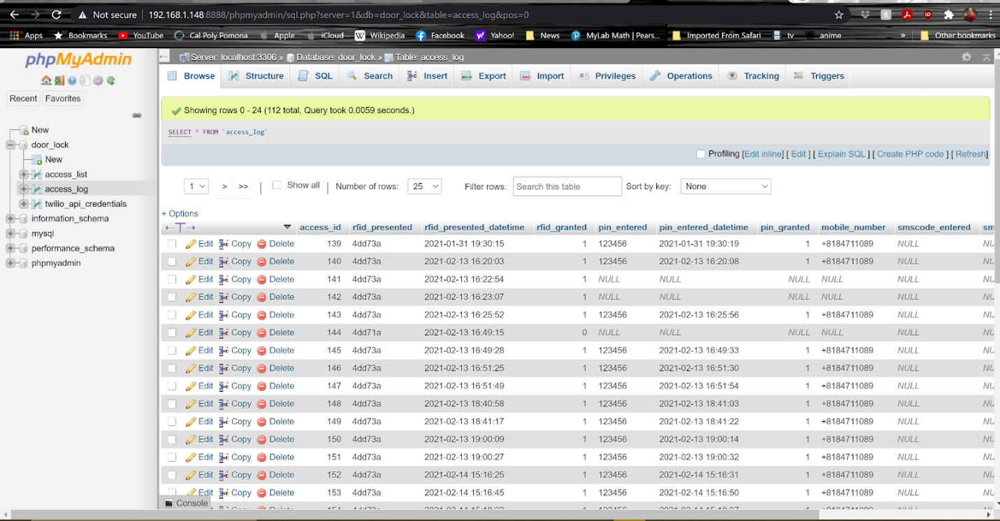 Not secure | 192.168.1.148:8888/phpmyadmin/sql.php?server=1&db=door_lock&table=access_log&pos=0
Apps Bookmarks YouTube Cal Poly Pomona Apple iCloud Wikipedia Facebook Yahoo! News MyLab Math | Pears... Imported From Safari tv anime » Other bookmarks
phpMyAdmin
Recent Favorites
New
door_lock
New
access_list
access_log
twilio_api_credentials
information_schema
mysql
performance_schema
phpmyadmin
Server: localhost:3306 » Database: door_lock » Table: access_log
Browse Structure SQL Search Insert Export Import Privileges Operations Tracking Triggers
Showing rows 0 - 24 (112 total, Query took 0.0059 seconds.)
SELECT * FROM `access_log`
Profiling [Edit inline] [ Edit ] [ Explain SQL ] [ Create PHP code ] [ Refresh]
1 > >> | Show all | Number of rows: 25 Filter rows: Search this table Sort by key: None
+ Options
←T→ access_id rfid_presented rfid_presented_datetime rfid_granted pin_entered pin_entered_datetime pin_granted mobile_number smscode_entered sm
Edit Copy Delete 139 4dd73a 2021-01-31 19:30:15 1 123456 2021-01-31 19:30:19 1 +8184711089 NULL NU
Edit Copy Delete 140 4dd73a 2021-02-13 16:20:03 1 123456 2021-02-13 16:20:08 1 +8184711089 NULL NU
Edit Copy Delete 141 4dd73a 2021-02-13 16:22:54 1 NULL NULL NULL NULL NULL NU
Edit Copy Delete 142 4dd73a 2021-02-13 16:23:07 1 NULL NULL NULL NULL NULL NU
Edit Copy Delete 143 4dd73a 2021-02-13 16:25:52 1 123456 2021-02-13 16:25:56 1 +8184711089 NULL NU
Edit Copy Delete 144 4dd71a 2021-02-13 16:49:15 0 NULL NULL NULL NULL NULL NU
Edit Copy Delete 145 4dd73a 2021-02-13 16:49:28 1 123456 2021-02-13 16:49:33 1 +8184711089 NULL NU
Edit Copy Delete 146 4dd73a 2021-02-13 16:51:25 1 123456 2021-02-13 16:51:30 1 +8184711089 NULL NU
Edit Copy Delete 147 4dd73a 2021-02-13 16:51:49 1 123456 2021-02-13 16:51:54 1 +8184711089 NULL NU
Edit Copy Delete 148 4dd73a 2021-02-13 18:40:58 1 123456 2021-02-13 18:41:03 1 +8184711089 NULL NU
Edit Copy Delete 149 4dd73a 2021-02-13 18:41:17 1 123456 2021-02-13 18:41:22 1 +8184711089 NULL NU
Edit Copy Delete 150 4dd73a 2021-02-13 19:00:09 1 123456 2021-02-13 19:00:14 1 +8184711089 NULL NU
Edit Copy Delete 151 4dd73a 2021-02-13 19:00:27 1 123456 2021-02-13 19:00:32 1 +8184711089 NULL NU
Edit Copy Delete 152 4dd73a 2021-02-14 15:16:25 1 123456 2021-02-14 15:16:31 1 +8184711089 NULL NU
Edit Copy Delete 153 4dd73a 2021-02-14 15:16:45 1 123456 2021-02-14 15:16:50 1 +8184711089 NULL NU
Console